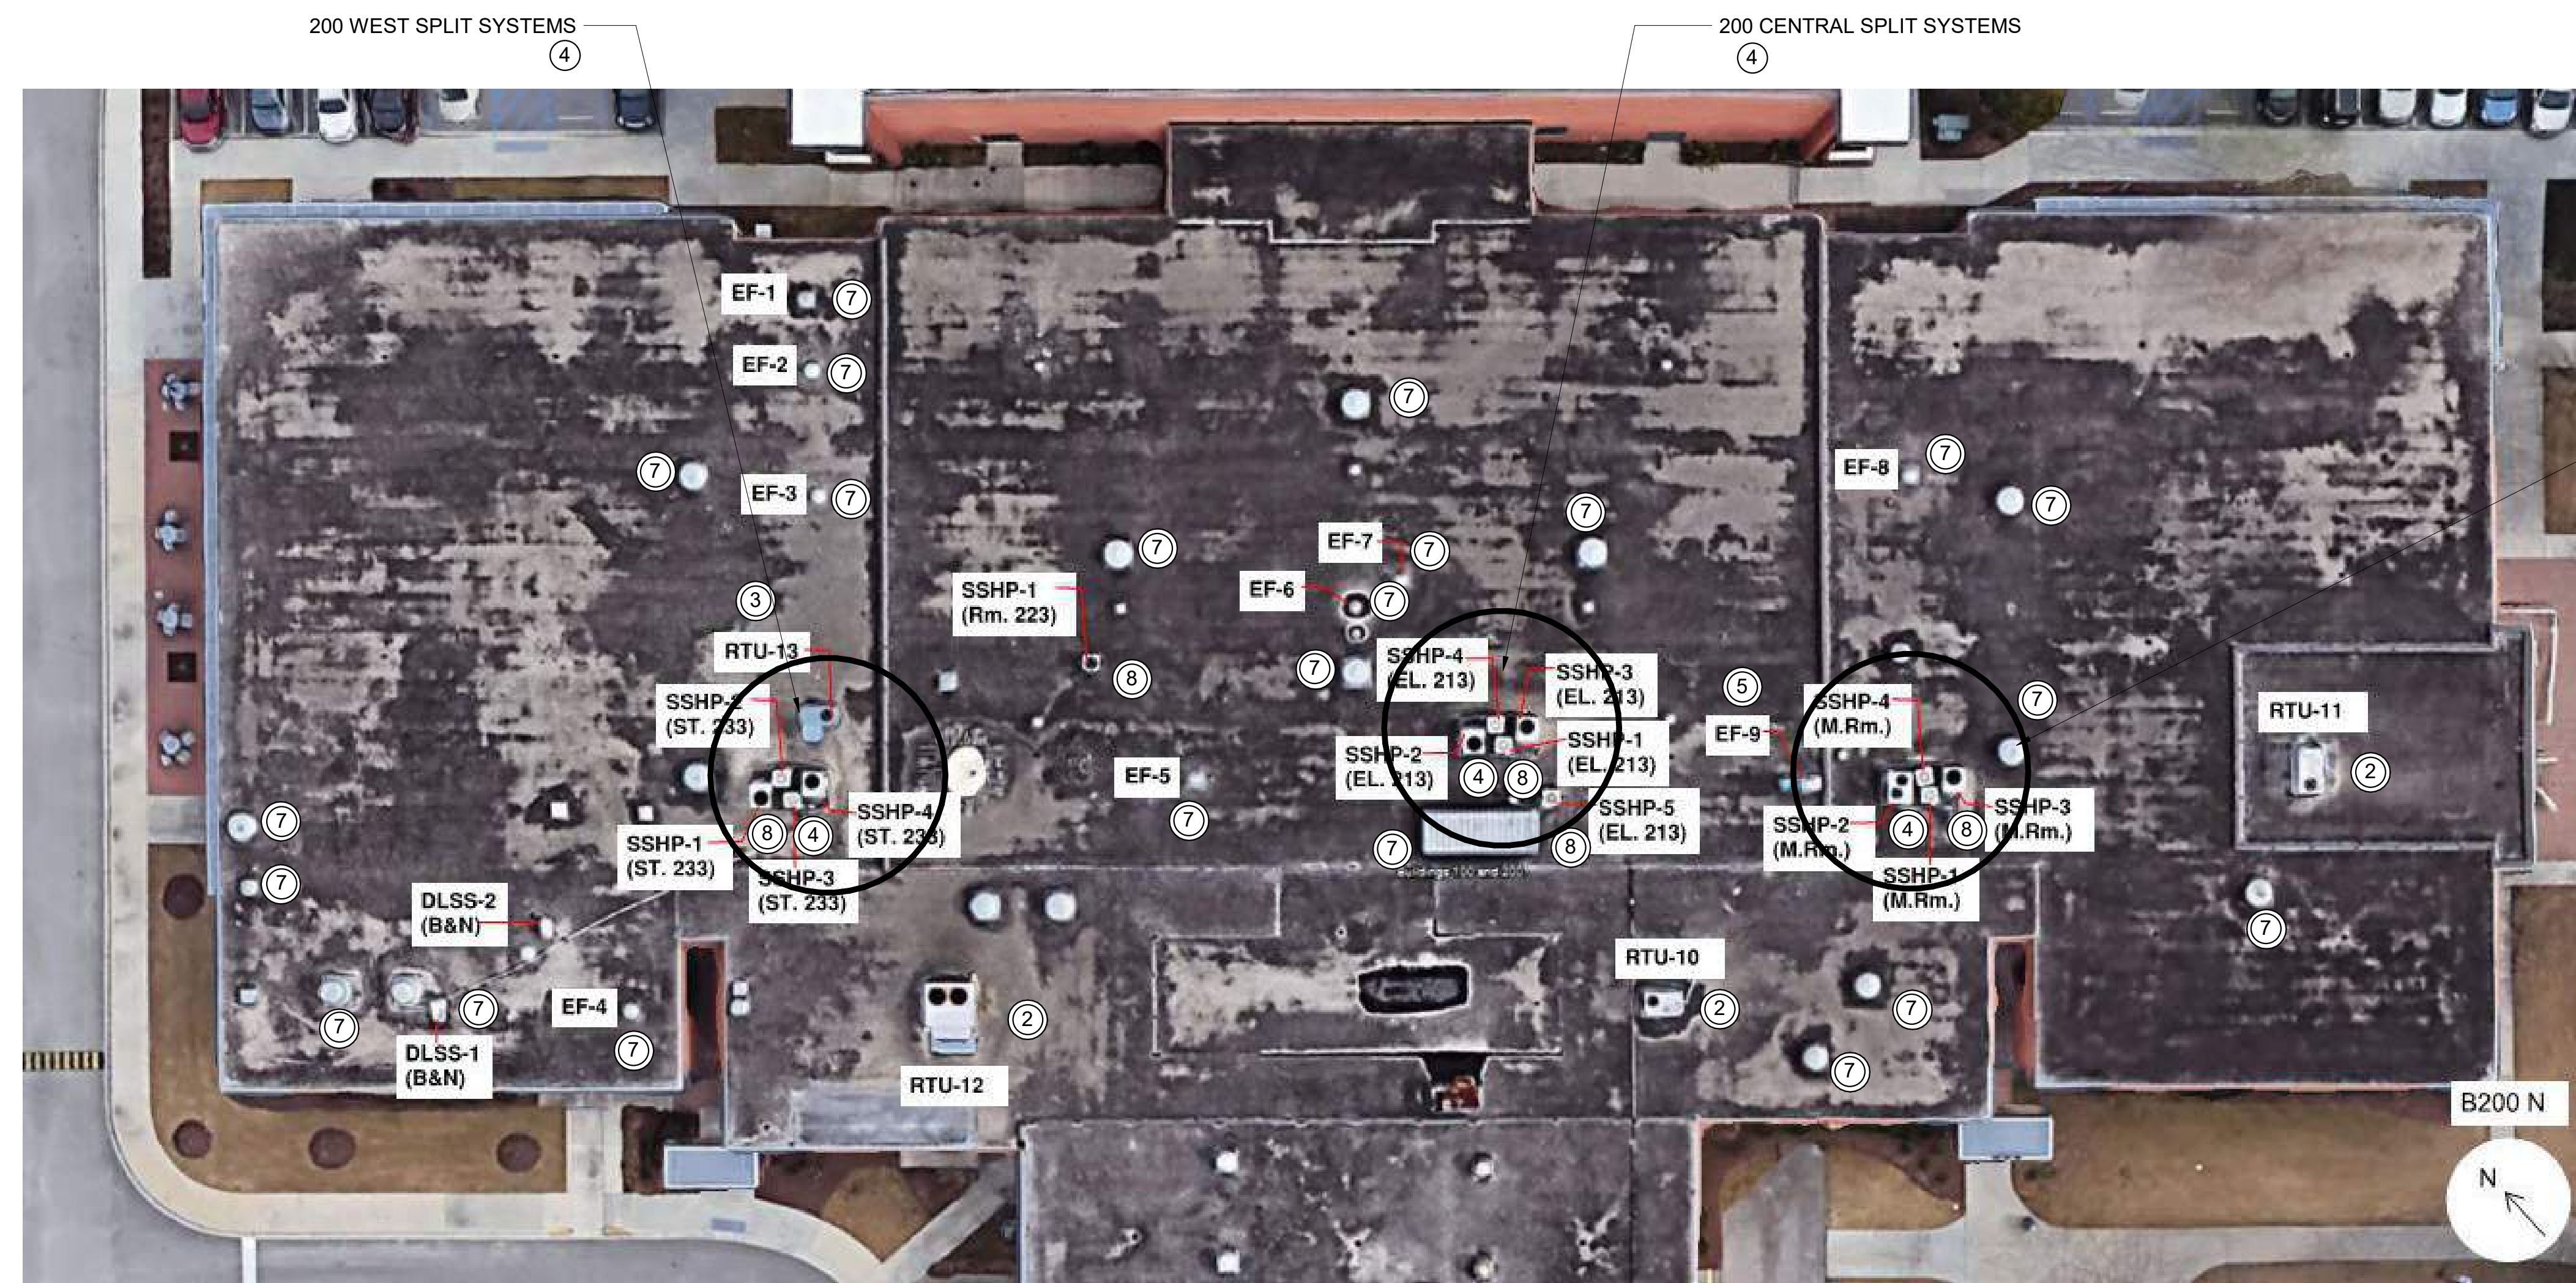 200 WEST SPLIT SYSTEMS
4
200 CENTRAL SPLIT SYSTEMS
4
EF-1
7
EF-2
7
7
EF-3
7
7
EF-8
7
7
7
7
EF-7
7
SSHP-1
(Rm. 223)
8
EF-6
7
7
3
RTU-13
SSHP-2
(ST. 233)
SSHP-4
(EL. 213)
SSHP-3
(EL. 213)
SSHP-2
(EL. 213)
SSHP-1
(EL. 213)
4
8
5
EF-9
SSHP-4
(M.Rm.)
7
RTU-11
2
EF-5
7
7
7
SSHP-1
(ST. 233)
8
4
SSHP-4
(ST. 233)
SSHP-3
(ST. 233)
7
8
SSHP-5
(EL. 213)
Buildings 100 and 200
SSHP-2
(M.Rm.)
4
8
SSHP-3
(M.Rm.)
SSHP-1
(M.Rm.)
7
DLSS-2
(B&N)
7
7
DLSS-1
(B&N)
EF-4
7
2
RTU-12
RTU-10
2
7
7
B200 N
N